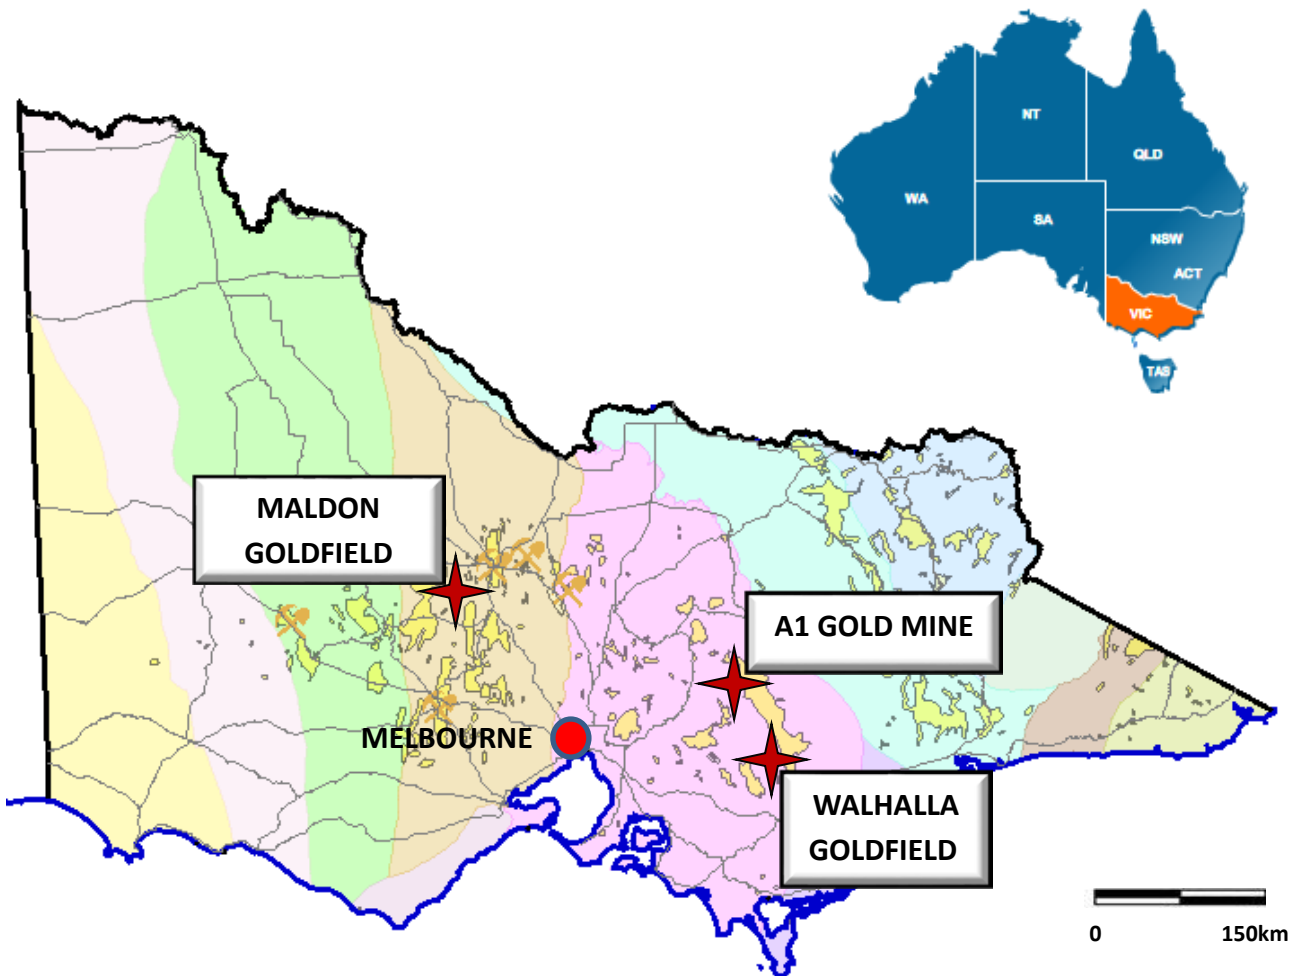 NT
QLD
WA
SA
NSW
ACT
VIC
TAS
MALDON
GOLDFIELD
A1 GOLD MINE
MELBOURNE
WALHALLA
GOLDFIELD
0 150km